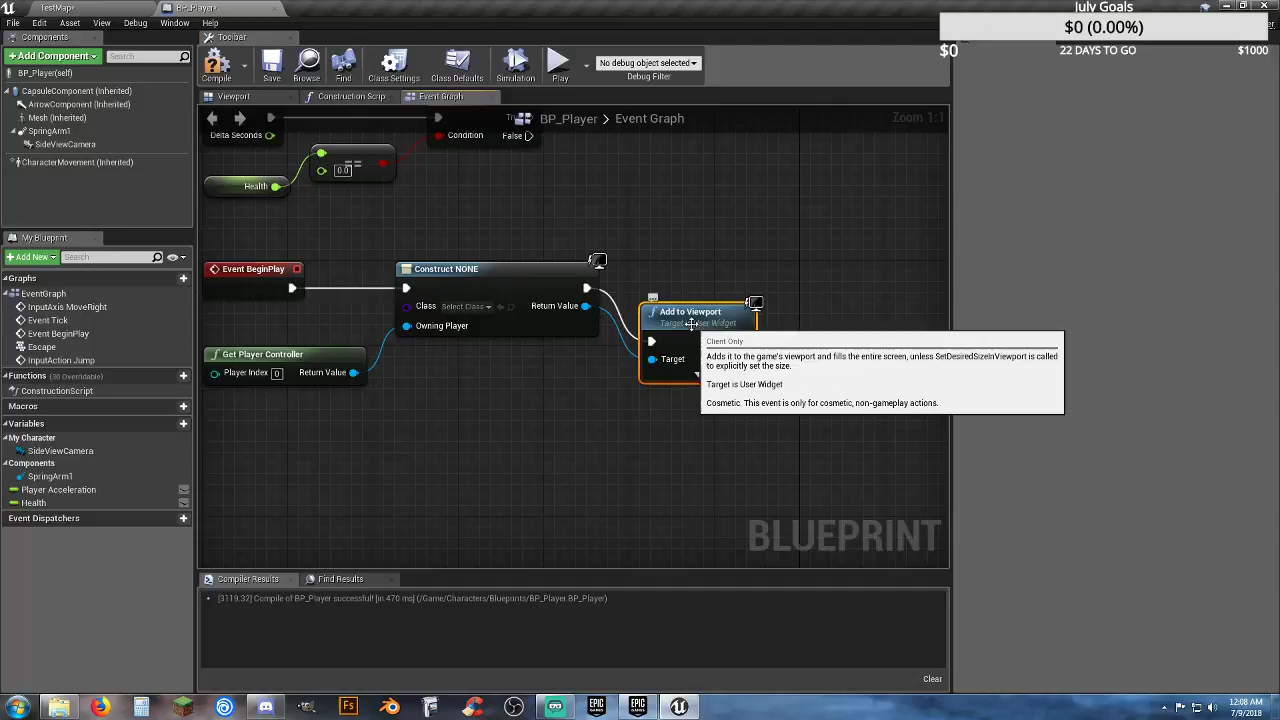 TestMap*
BP_Player*
July Goals
File Edit Asset View Debug Window
$0 (0.00%)
$0 22 DAYS TO GO $1000
Components
Toolbar
+Add Component
Search
BP_Player(self)
CapsuleComponent (Inherited)
ArrowComponent (Inherited)
Mesh (Inherited)
SpringArm1
SideViewCamera
CharacterMovement (Inherited)
Compile
Save
Browse
Find
Class Settings
Class Defaults
Simulation
Play
No debug object selected
Debug Filter
Viewport
Construction Scrip
Event Graph
BP_Player > Event Graph
Zoom 1:1
Delta Seconds
Condition
False
==
0.0
Health
My Blueprint
+Add New
Search
Graphs
EventGraph
InputAxis MoveRight
Event Tick
Event BeginPlay
Escape
InputAction Jump
Functions (30 Overridable)
ConstructionScript
Macros
Variables
My Character
SideViewCamera
Components
SpringArm1
Player Acceleration
Health
Event Dispatchers
Event BeginPlay
Construct NONE
Class Select Class
Return Value
Owning Player
Get Player Controller
Player Index 0
Return Value
Add to Viewport
Target is User Widget
Target
Client Only
Adds it to the game's viewport and fills the entire screen, unless SetDesiredSizeInViewport is called
to explicitly set the size.
Target is User Widget
Cosmetic. This event is only for cosmetic, non-gameplay actions.
BLUEPRINT
Compiler Results
Find Results
[3119.32] Compile of BP_Player successful! [in 470 ms] (/Game/Characters/Blueprints/BP_Player.BP_Player)
Clear
Fs
EPIC
GAMES
EPIC
GAMES
12:08 AM
7/9/2018